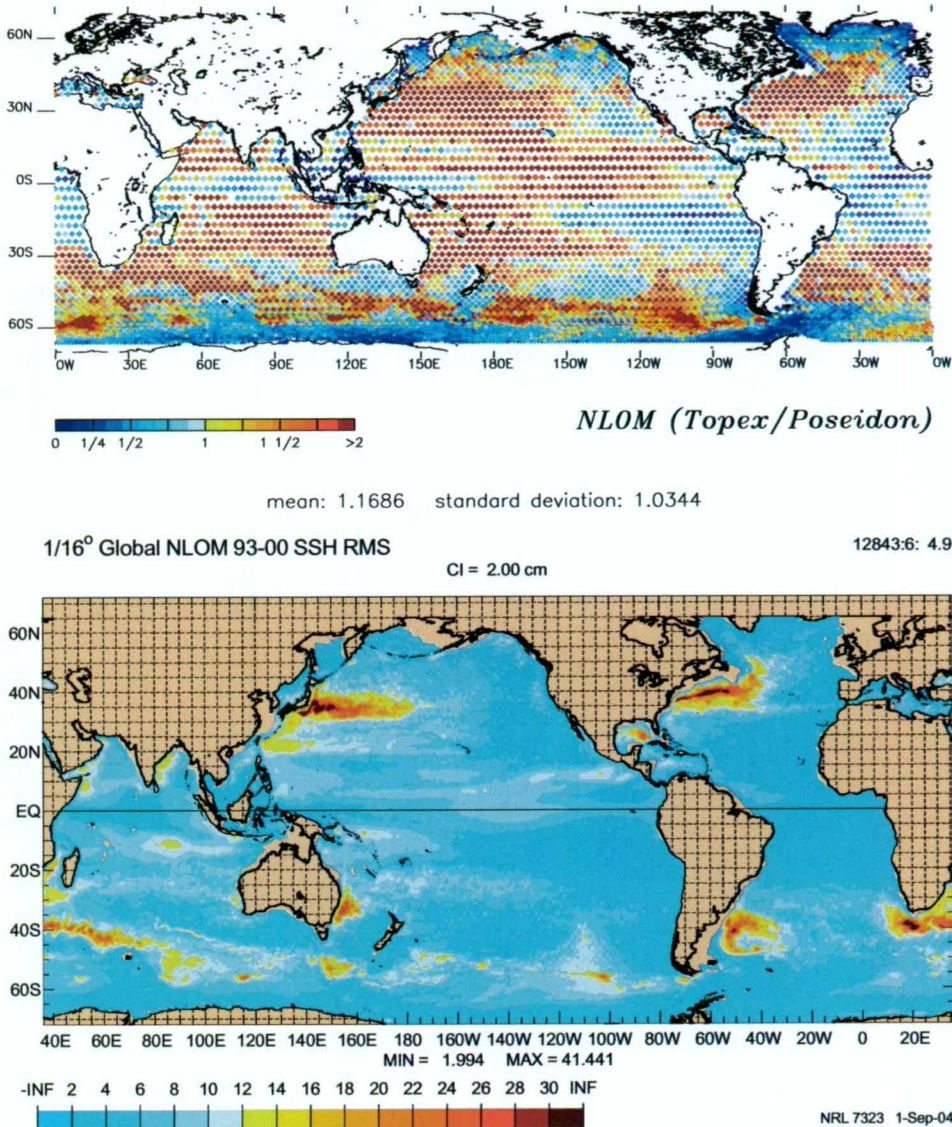 60N
30N
0S
30S
60S
0W 30E 60E 90E 120E 150E 180E 150W 120W 90W 60W 30W 0W
0 1/4 1/2 1 1 1/2 >2
NLOM (Topex/Poseidon)
mean: 1.1686 standard deviation: 1.0344
1/16° Global NLOM 93-00 SSH RMS
12843:6: 4.9
CI = 2.00 cm
60N
40N
20N
EQ
20S
40S
60S
40E 60E 80E 100E 120E 140E 160E 180E 160W 140W 120W 100W 80W 60W 40W 20W 0 20E
MIN = 1.994 MAX = 41.441
-INF 2 4 6 8 10 12 14 16 18 20 22 24 26 28 30 INF
NRL 7323 1-Sep-04